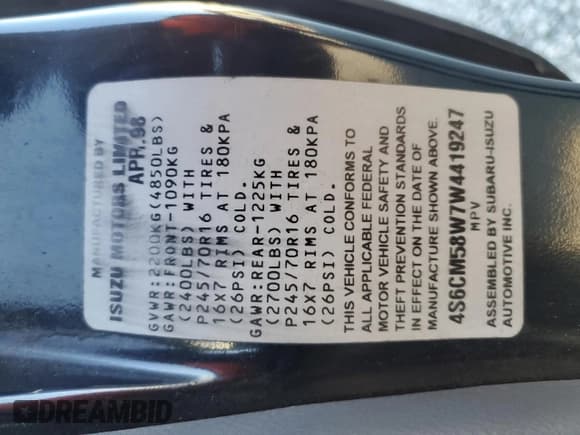 MANUFACTURED BY
ISUZU MOTORS LIMITED
APR.98
GVWR:2200KG(4850LBS)
GAWR:FRONT-1090KG
(2400LBS) WITH
P245/70R16 TIRES &
16X7 RIMS AT 180KPA
(26PSI) COLD.
GAWR:REAR-1225KG
(2700LBS) WITH
P245/70R16 TIRES &
16X7 RIMS AT 180KPA
(26PSI) COLD.
THIS VEHICLE CONFORMS TO
ALL APPLICABLE FEDERAL
MOTOR VEHICLE SAFETY AND
THEFT PREVENTION STANDARDS
IN EFFECT ON THE DATE OF
MANUFACTURE SHOWN ABOVE.
4S6CM58W7W4419247
MPV
ASSEMBLED BY SUBARU-ISUZU
AUTOMOTIVE INC.
DREAMBID